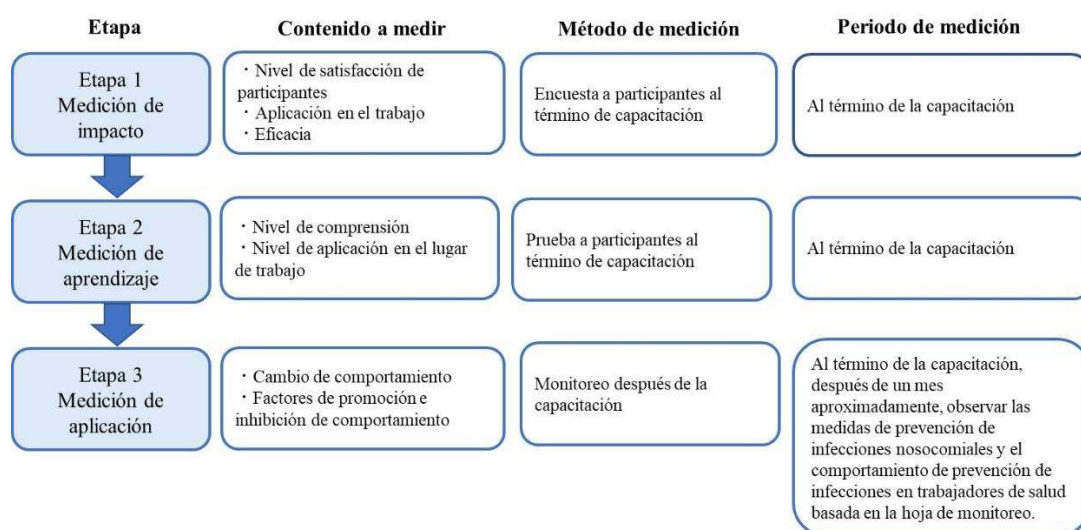 Etapa
Contenido a medir
Método de medición
Periodo de medición
Etapa 1
Medición de
impacto
・Nivel de satisfacción de
participantes
・Aplicación en el trabajo
・Eficacia
Encuesta a participantes al
término de capacitación
Al término de la capacitación
Etapa 2
Medición de
aprendizaje
・Nivel de comprensión
・Nivel de aplicación en el lugar
de trabajo
Prueba a participantes al
término de capacitación
Al término de la capacitación
Etapa 3
Medición de
aplicación
・Cambio de comportamiento
・Factores de promoción e
inhibición de comportamiento
Monitoreo después de la
capacitación
Al término de la capacitación,
después de un mes
aproximadamente, observar las
medidas de prevención de
infecciones nosocomiales y el
comportamiento de prevención de
infecciones en trabajadores de salud
basada en la hoja de monitoreo.